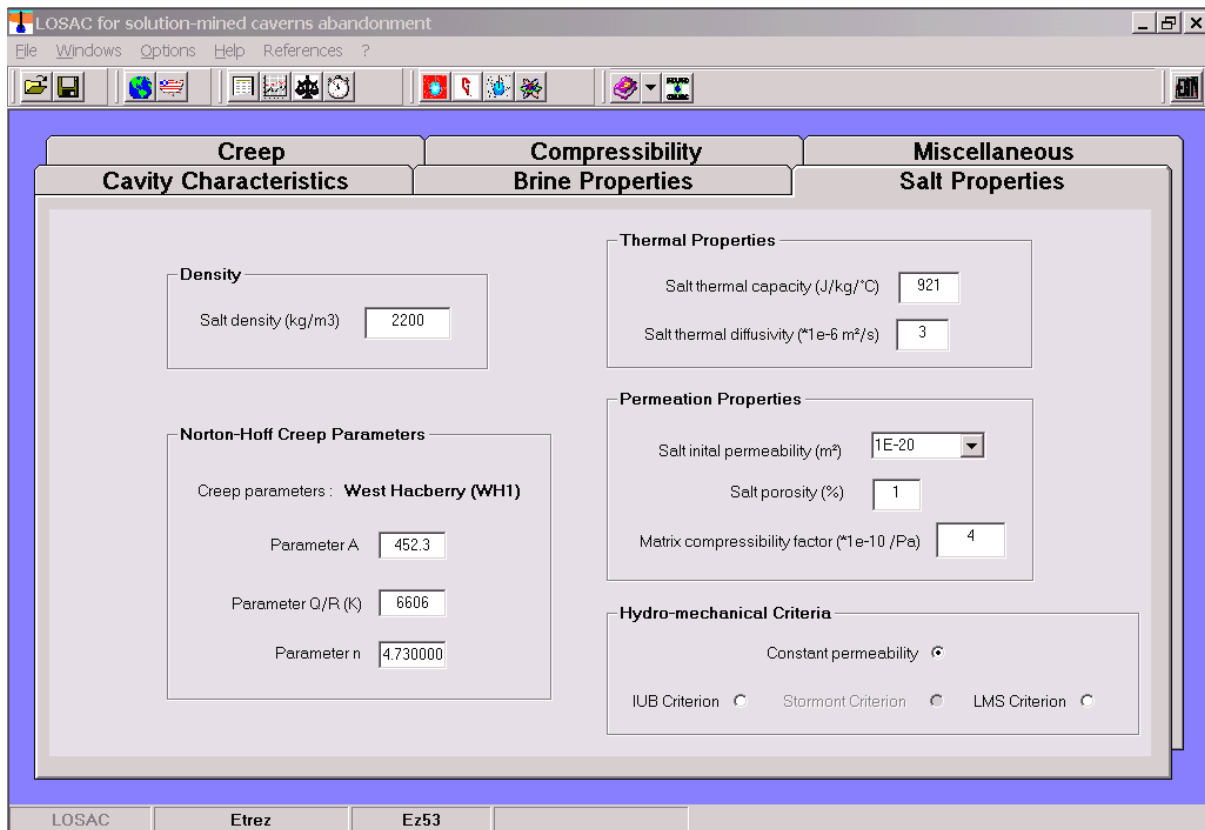 LOSAC for solution-mined caverns abandonment
File Windows Options Help References ?
Creep Compressibility Miscellaneous
Cavity Characteristics Brine Properties Salt Properties
Density
Salt density (kg/m3) 2200
Norton-Hoff Creep Parameters
Creep parameters : West Hacberry (WH1)
Parameter A 452.3
Parameter Q/R (K) 6606
Parameter n 4.730000
Thermal Properties
Salt thermal capacity (J/kg/°C) 921
Salt thermal diffusivity (*1e-6 m²/s) 3
Permeation Properties
Salt inital permeability (m²) 1E-20
Salt porosity (%) 1
Matrix compressibility factor (*1e-10 /Pa) 4
Hydro-mechanical Criteria
Constant permeability
IUB Criterion Stormont Criterion LMS Criterion
LOSAC Etrez Ez53